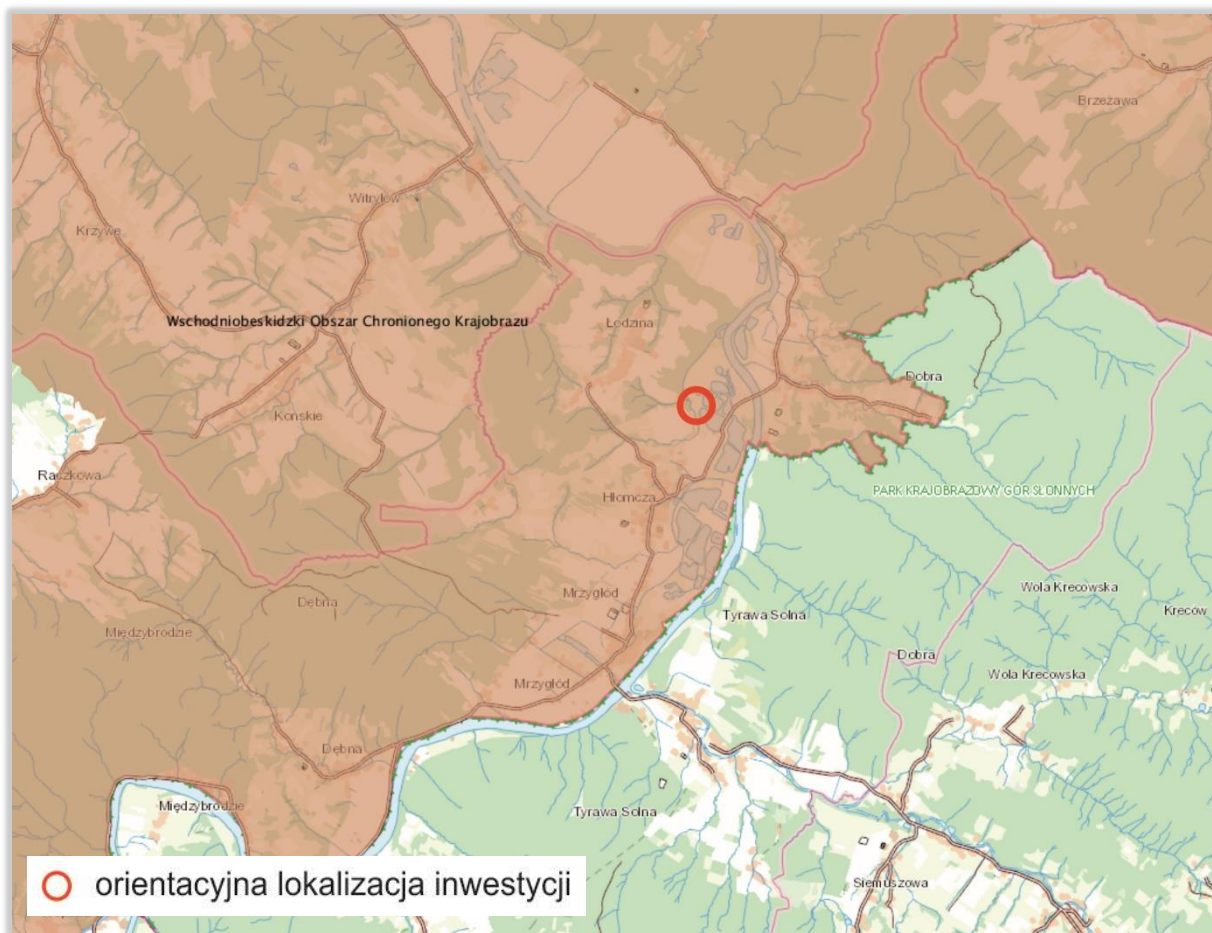 Brzeżawa
Witryłów
Krzywe
Wschodniobeskidzki Obszar Chronionego Krajobrazu
Łodzina
Dobra
Końskie
Raczkowa
PARK KRAJOBRAZOWY GÓR SŁONNYCH
Hłomcza
Wola Krecowska
Mrzygłód
Dębna
Kreców
Tyrawa Solna
Międzybrodzie
Dobra
Wola Krecowska
Mrzygłód
Dębna
Międzybrodzie
Tyrawa Solna
Siemuszowa
orientacyjna lokalizacja inwestycji